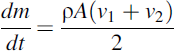 dm/dt = ρA(v₁ + v₂)/2